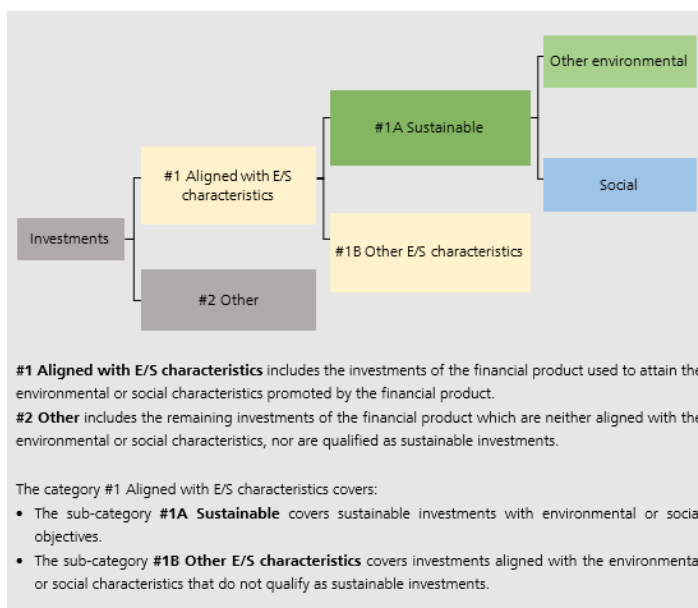 Other environmental
#1A Sustainable
#1 Aligned with E/S
characteristics
Social
Investments
#1B Other E/S characteristics
#2 Other
#1 Aligned with E/S characteristics includes the investments of the financial product used to attain the
environmental or social characteristics promoted by the financial product.
#2 Other includes the remaining investments of the financial product which are neither aligned with the
environmental or social characteristics, nor are qualified as sustainable investments.
The category #1 Aligned with E/S characteristics covers:
• The sub-category #1A Sustainable covers sustainable investments with environmental or social
objectives.
• The sub-category #1B Other E/S characteristics covers investments aligned with the environmental
or social characteristics that do not qualify as sustainable investments.